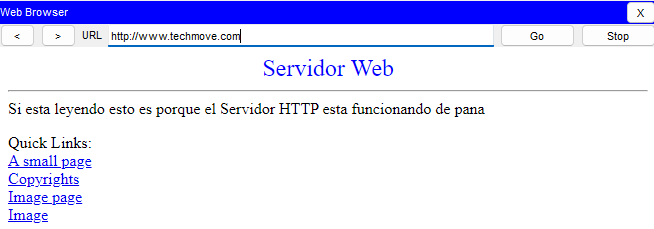 Web Browser X
< > URL http://www.techmove.com Go Stop
Servidor Web
Si esta leyendo esto es porque el Servidor HTTP esta funcionando de pana
Quick Links:
A small page
Copyrights
Image page
Image